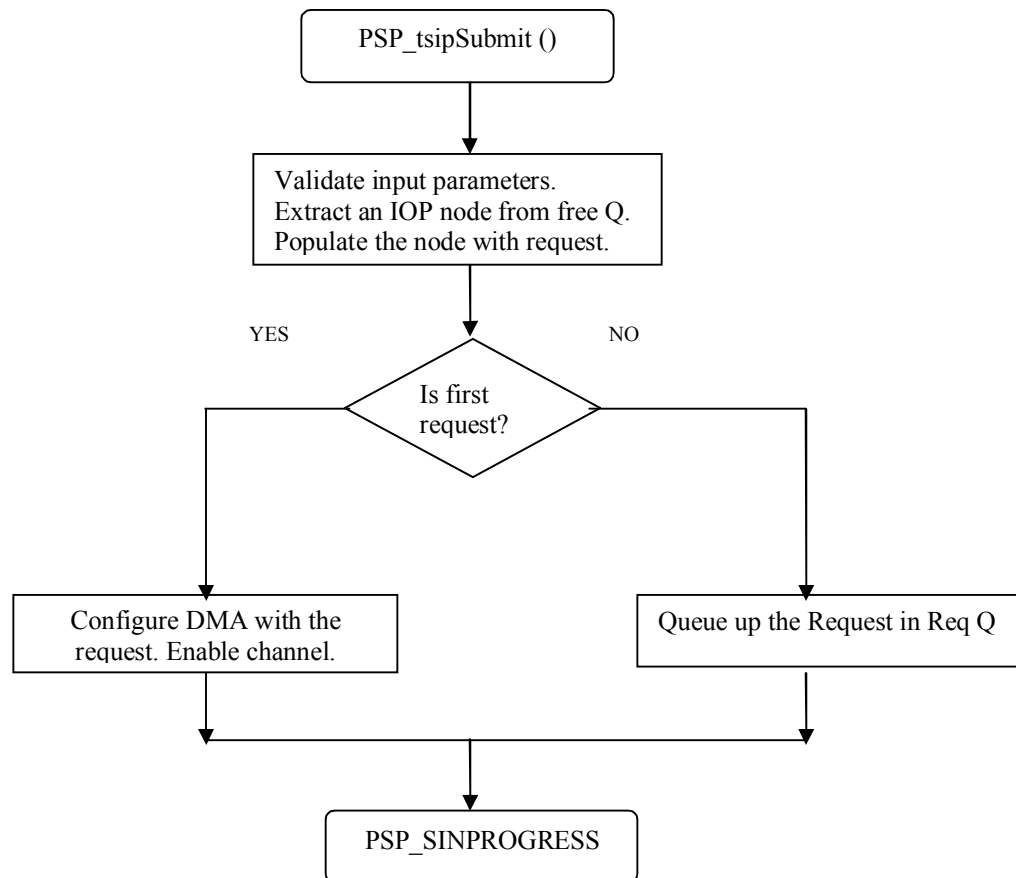 PSP_tsipSubmit ()
Validate input parameters.
Extract an IOP node from free Q.
Populate the node with request.
YES
NO
Is first
request?
Configure DMA with the
request. Enable channel.
Queue up the Request in Req Q
PSP_SINPROGRESS